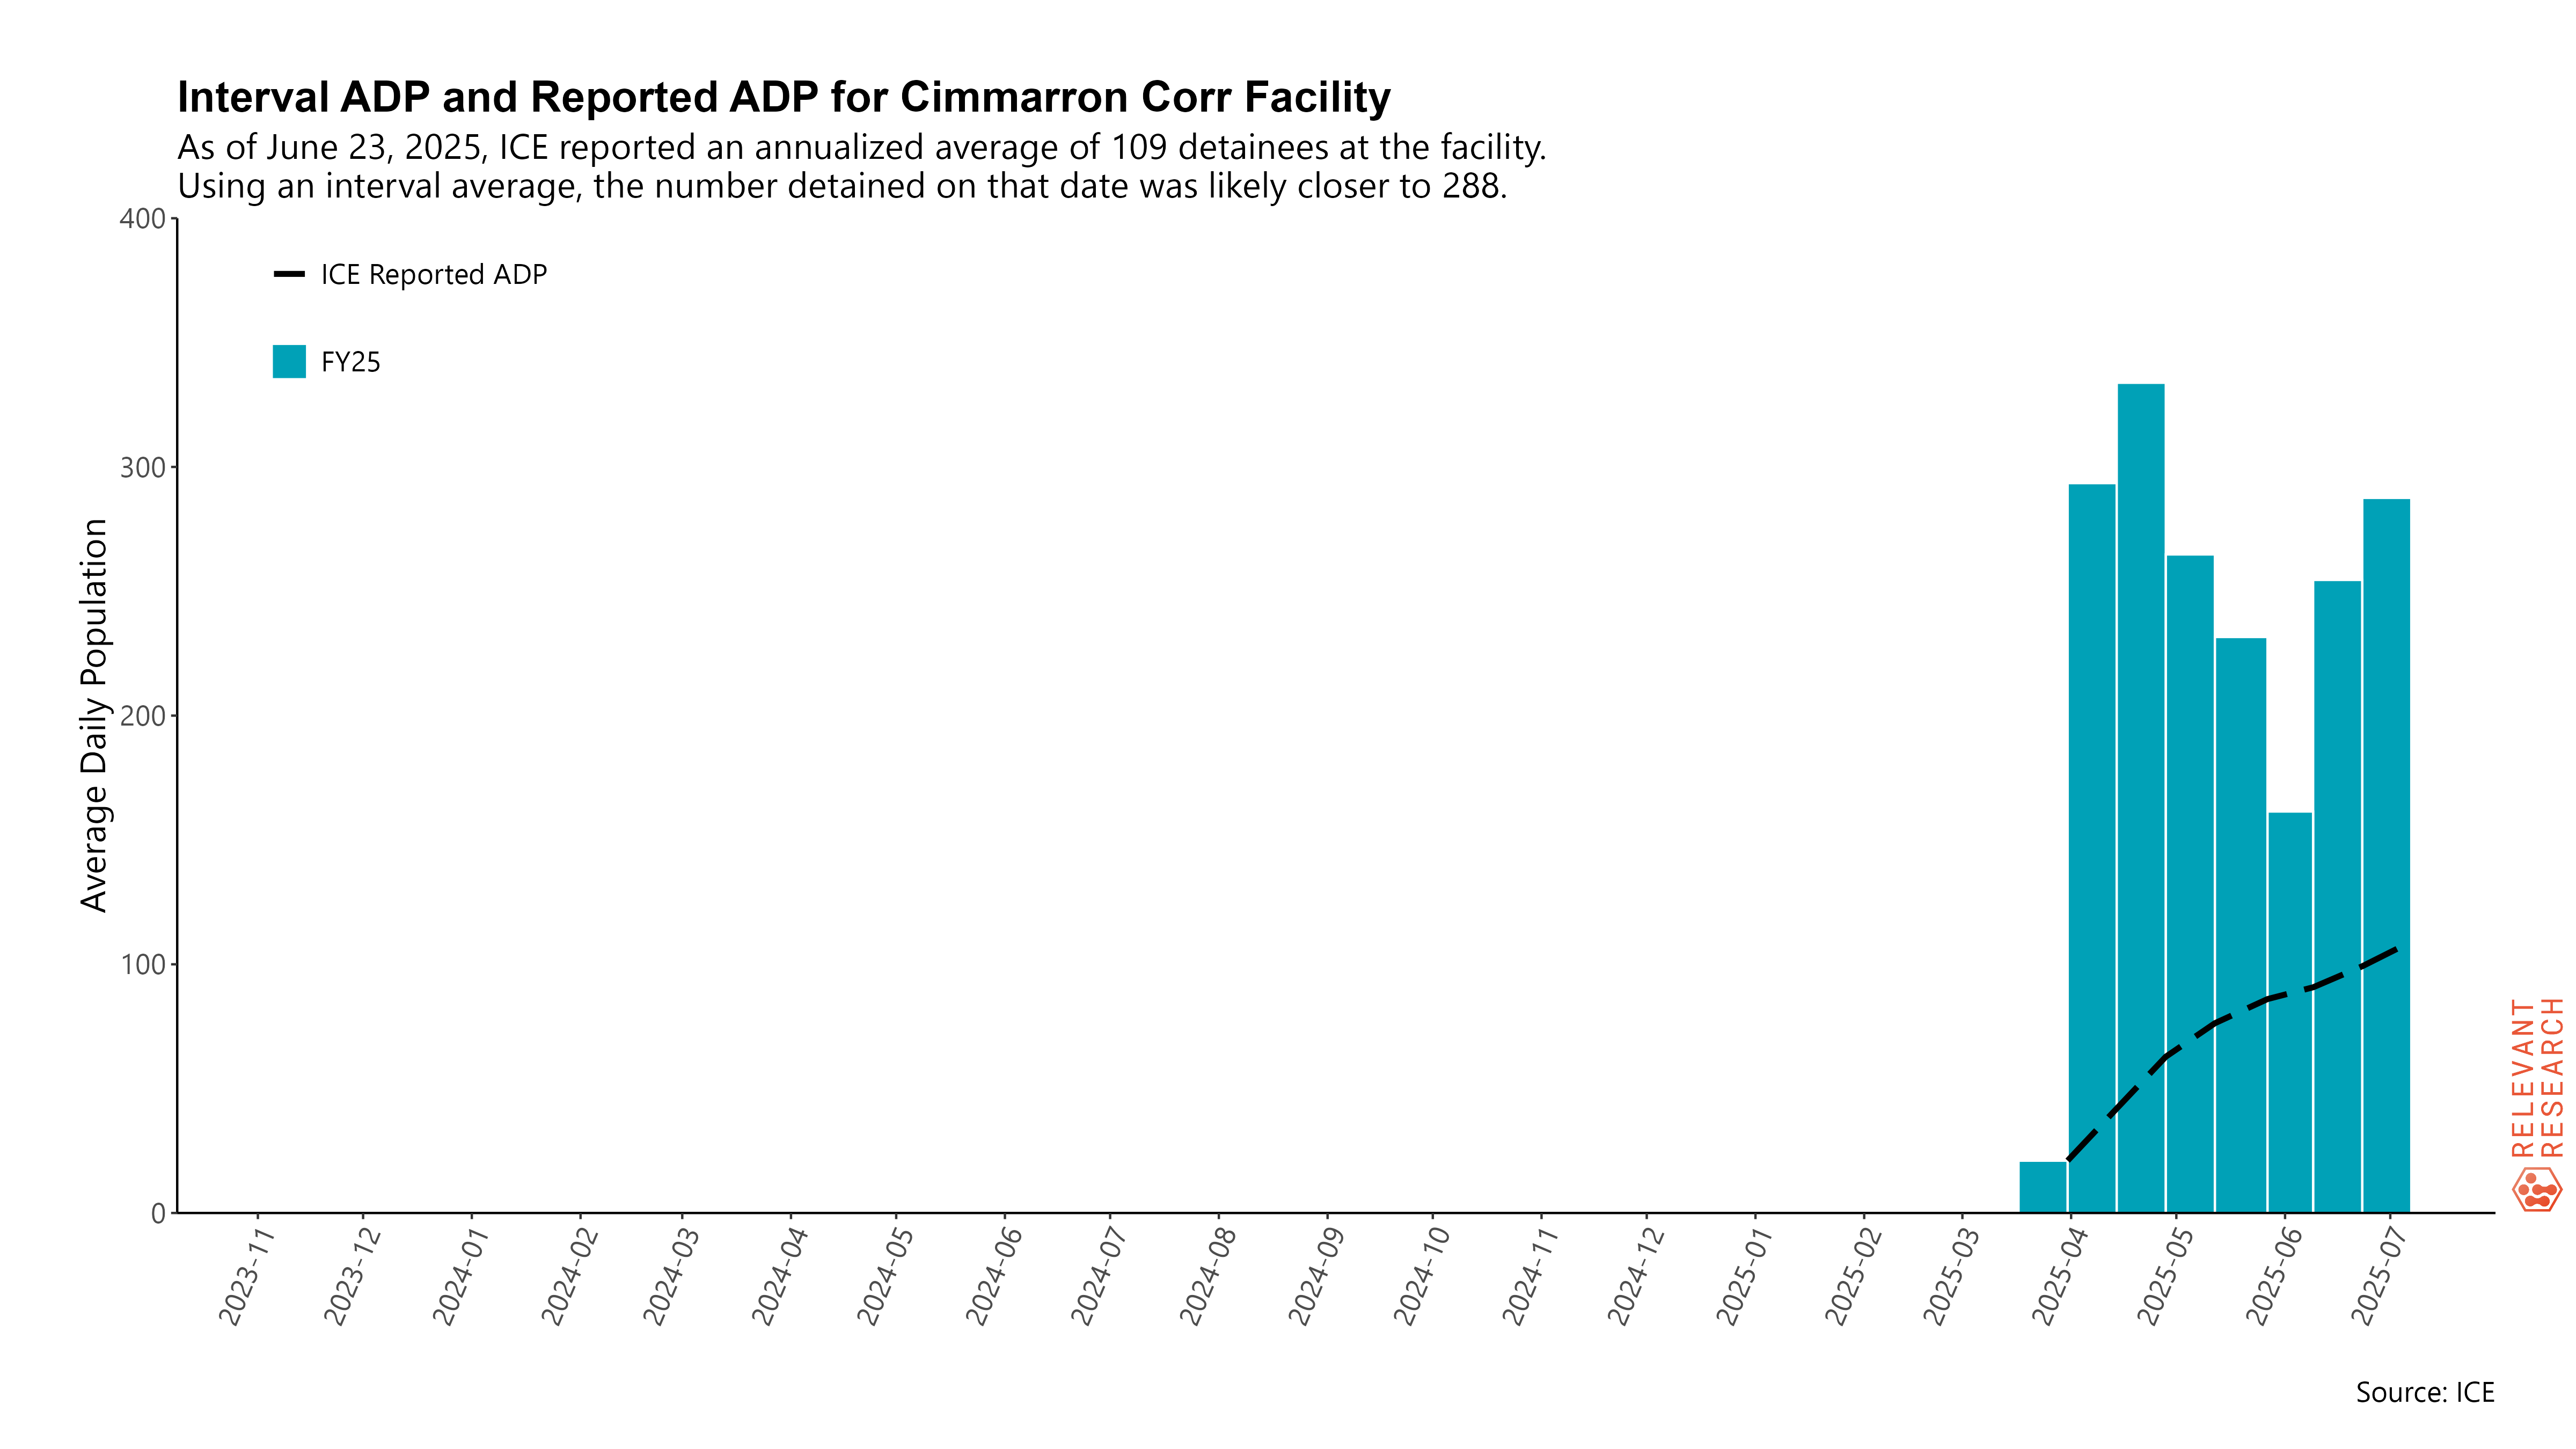 Interval ADP and Reported ADP for Cimmarron Corr Facility
As of June 23, 2025, ICE reported an annualized average of 109 detainees at the facility.
Using an interval average, the number detained on that date was likely closer to 288.
Average Daily Population
400
300
200
100
0
ICE Reported ADP
FY25
2023-11
2023-12
2024-01
2024-02
2024-03
2024-04
2024-05
2024-06
2024-07
2024-08
2024-09
2024-10
2024-11
2024-12
2025-01
2025-02
2025-03
2025-04
2025-05
2025-06
2025-07
RELEVANT
RESEARCH
Source: ICE